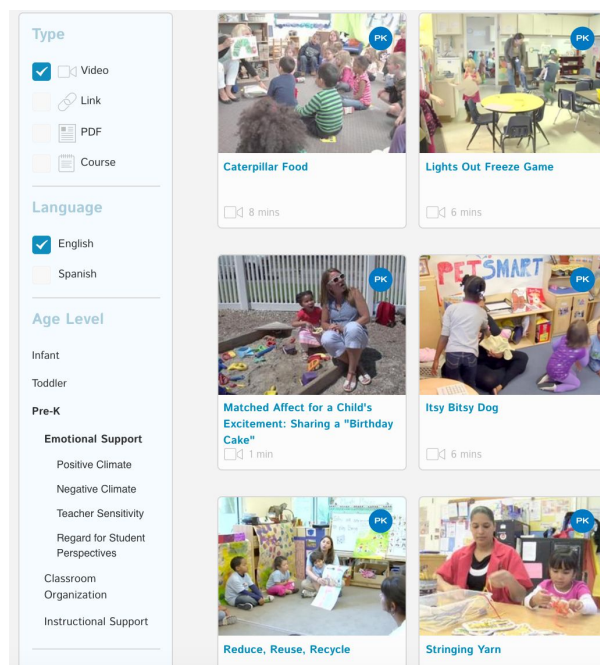 Type
Video
Link
PDF
Course
Language
English
Spanish
Age Level
Infant
Toddler
Pre-K
Emotional Support
Positive Climate
Negative Climate
Teacher Sensitivity
Regard for Student
Perspectives
Classroom
Organization
Instructional Support
PK
Caterpillar Food
8 mins
PK
Lights Out Freeze Game
6 mins
PK
Matched Affect for a Child's
Excitement: Sharing a "Birthday
Cake"
1 min
PETSMART
PK
Itsy Bitsy Dog
6 mins
PK
Reduce, Reuse, Recycle
PK
Stringing Yarn